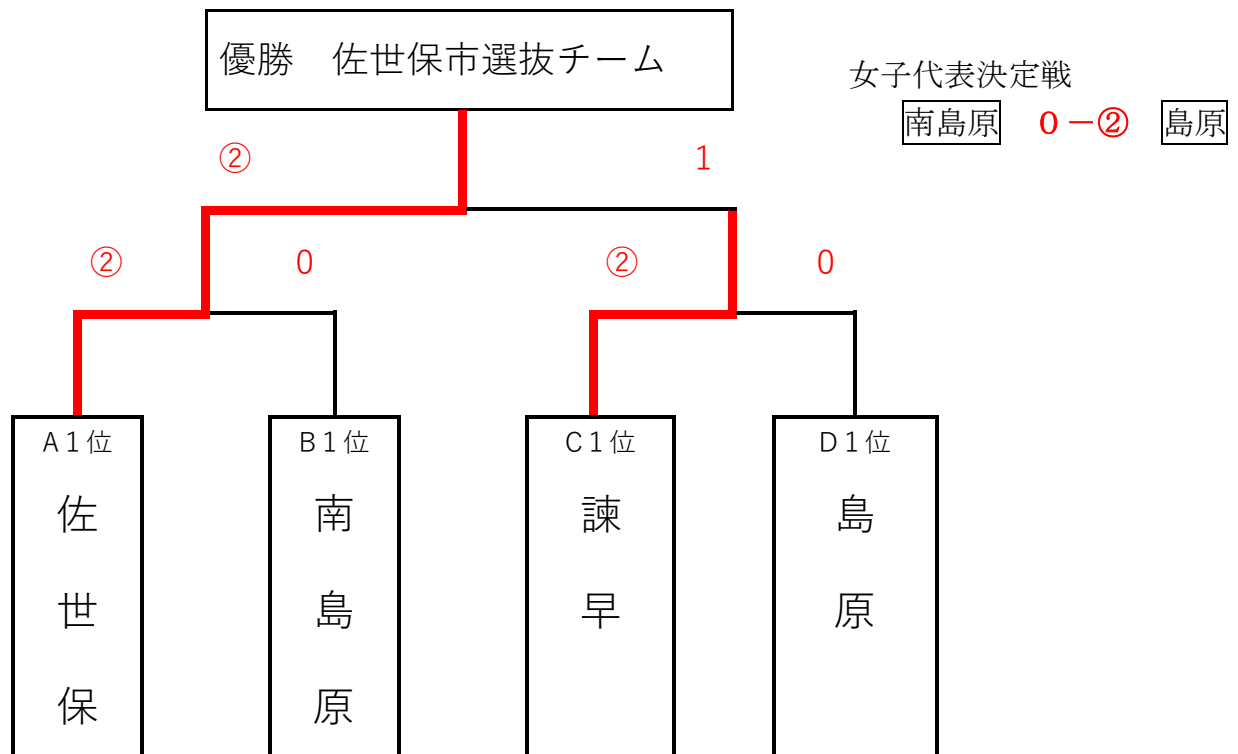 優勝　佐世保市選抜チーム
女子代表決定戦
南島原　０－②　島原
②　1
②　0　②　0
A１位　B１位　C１位　D１位
佐世保　南島原　諫早　島原